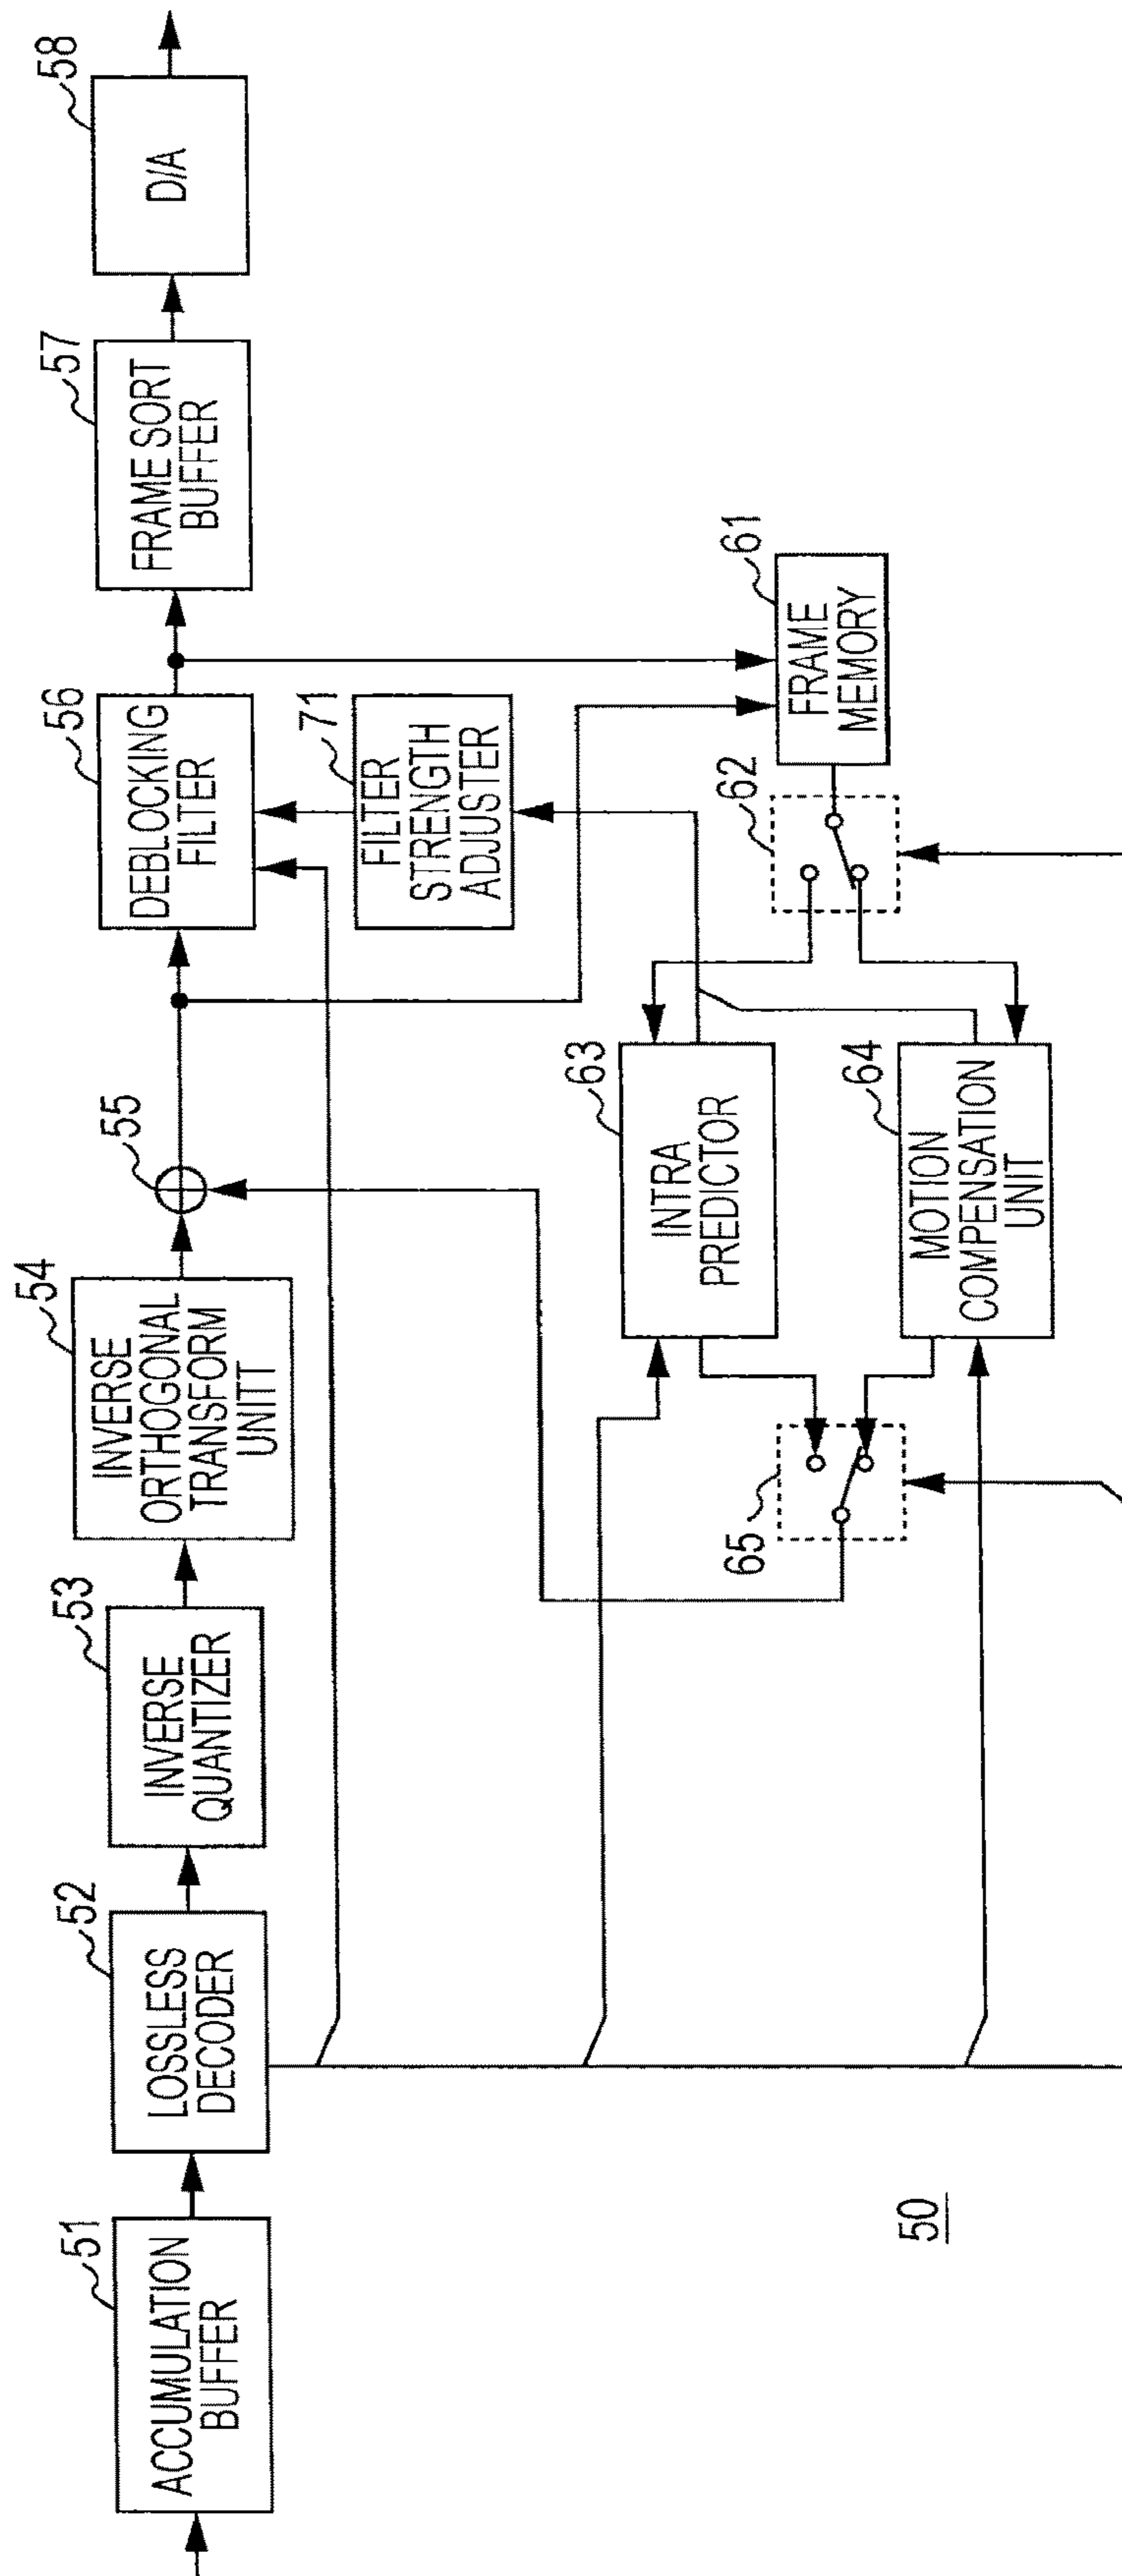 51
ACCUMULATION
BUFFER
52
LOSSLESS
DECODER
53
INVERSE
QUANTIZER
54
INVERSE
ORTHOGONAL
TRANSFORM
UNITT
55
56
DEBLOCKING
FILTER
57
FRAME SORT
BUFFER
58
D/A
71
FILTER
STRENGTH
ADJUSTER
61
FRAME
MEMORY
62
63
INTRA
PREDICTOR
64
MOTION
COMPENSATION
UNIT
65
50